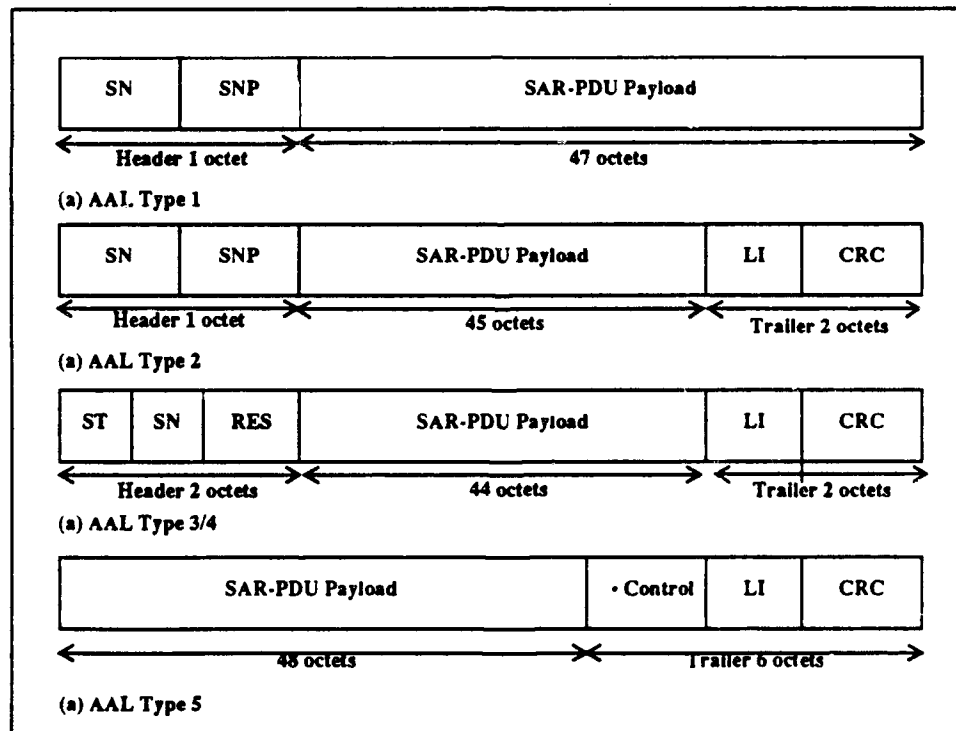 SN SNP SAR-PDU Payload
Header 1 octet 47 octets
(a) AAI. Type 1
SN SNP SAR-PDU Payload LI CRC
Header 1 octet 45 octets Trailer 2 octets
(a) AAL Type 2
ST SN RES SAR-PDU Payload LI CRC
Header 2 octets 44 octets Trailer 2 octets
(a) AAL Type 3/4
SAR-PDU Payload • Control LI CRC
48 octets Trailer 6 octets
(a) AAL Type 5